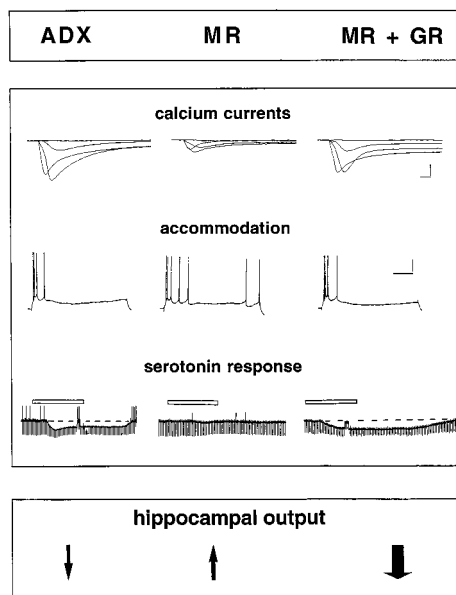 ADX MR MR + GR
calcium currents
accommodation
serotonin response
hippocampal output